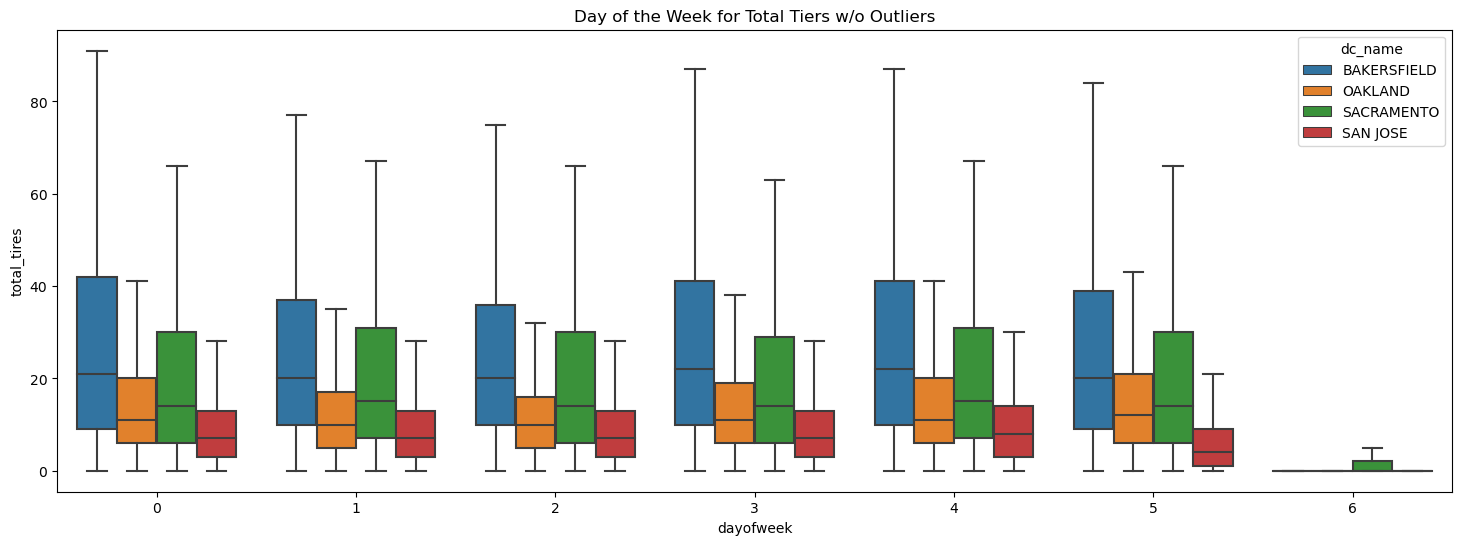 Day of the Week for Total Tiers w/o Outliers
dc_name
BAKERSFIELD
OAKLAND
SACRAMENTO
SAN JOSE
total_tires
80
60
40
20
0
0 1 2 3 4 5 6
dayofweek